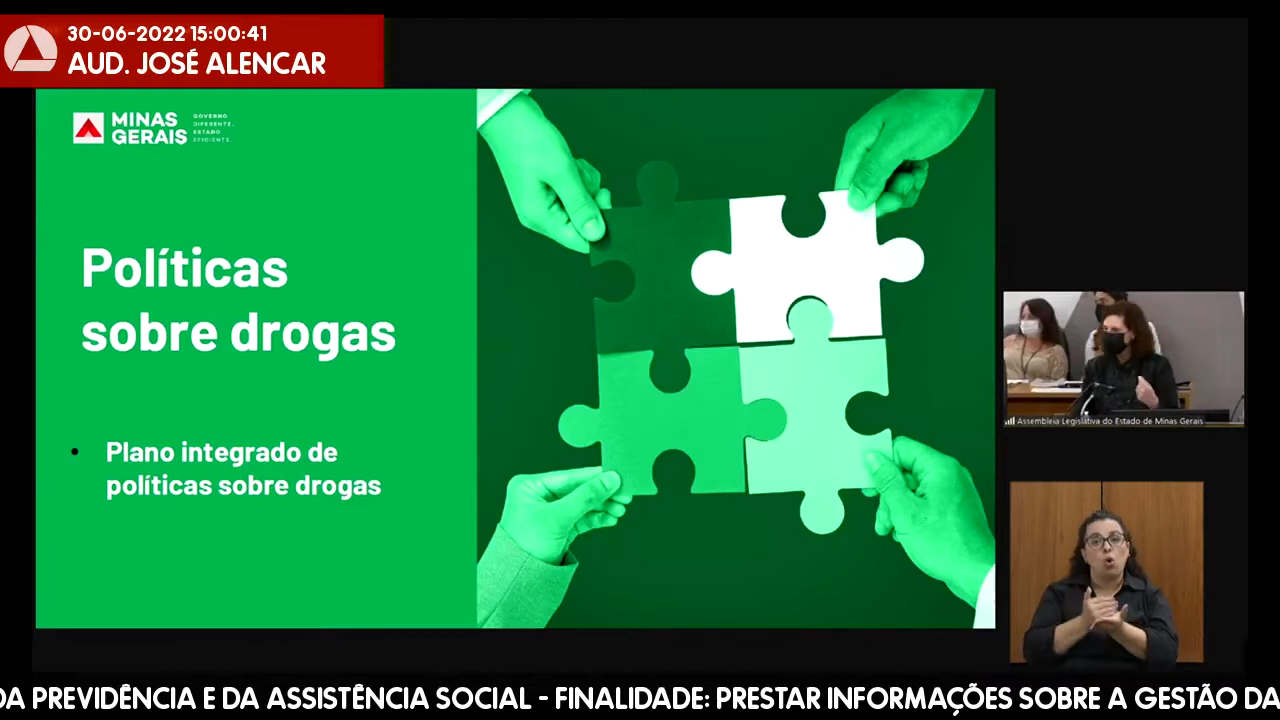 30-06-2022 15:00:41
AUD. JOSÉ ALENCAR
MINAS
GERAIS
GOVERNO
DIFERENTE.
ESTADO
EFICIENTE.
Políticas
sobre drogas
• Plano integrado de
políticas sobre drogas
Assembleia Legislativa do Estado de Minas Gerais
DA PREVIDÊNCIA E DA ASSISTÊNCIA SOCIAL - FINALIDADE: PRESTAR INFORMAÇÕES SOBRE A GESTÃO DA